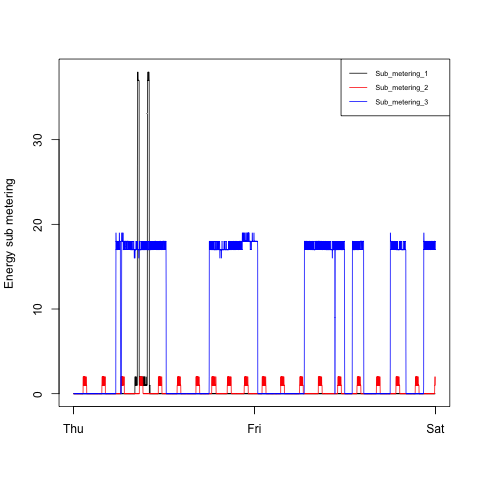 Sub_metering_1
Sub_metering_2
Sub_metering_3
Energy sub metering
30
20
10
0
Thu
Fri
Sat